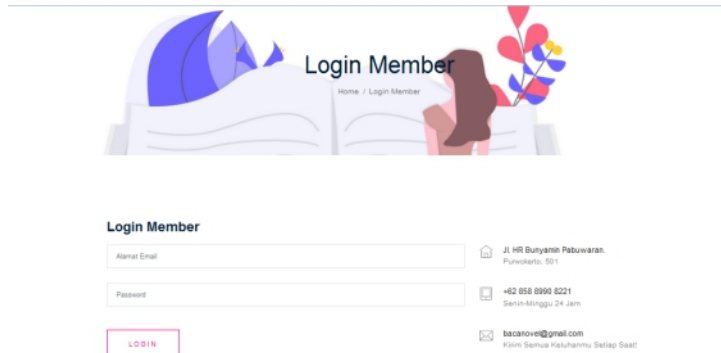 Login Member
Home / Login Member
Login Member
Alamat Email
Password
LOGIN
Jl. HR Bunyamin Pabuwaran.
Purwokerto, 501
+62 858 8990 8221
Senin-Minggu 24 Jam
bacanovel@gmail.com
Kirim Semua Kaluhanmu Setiap Saat!